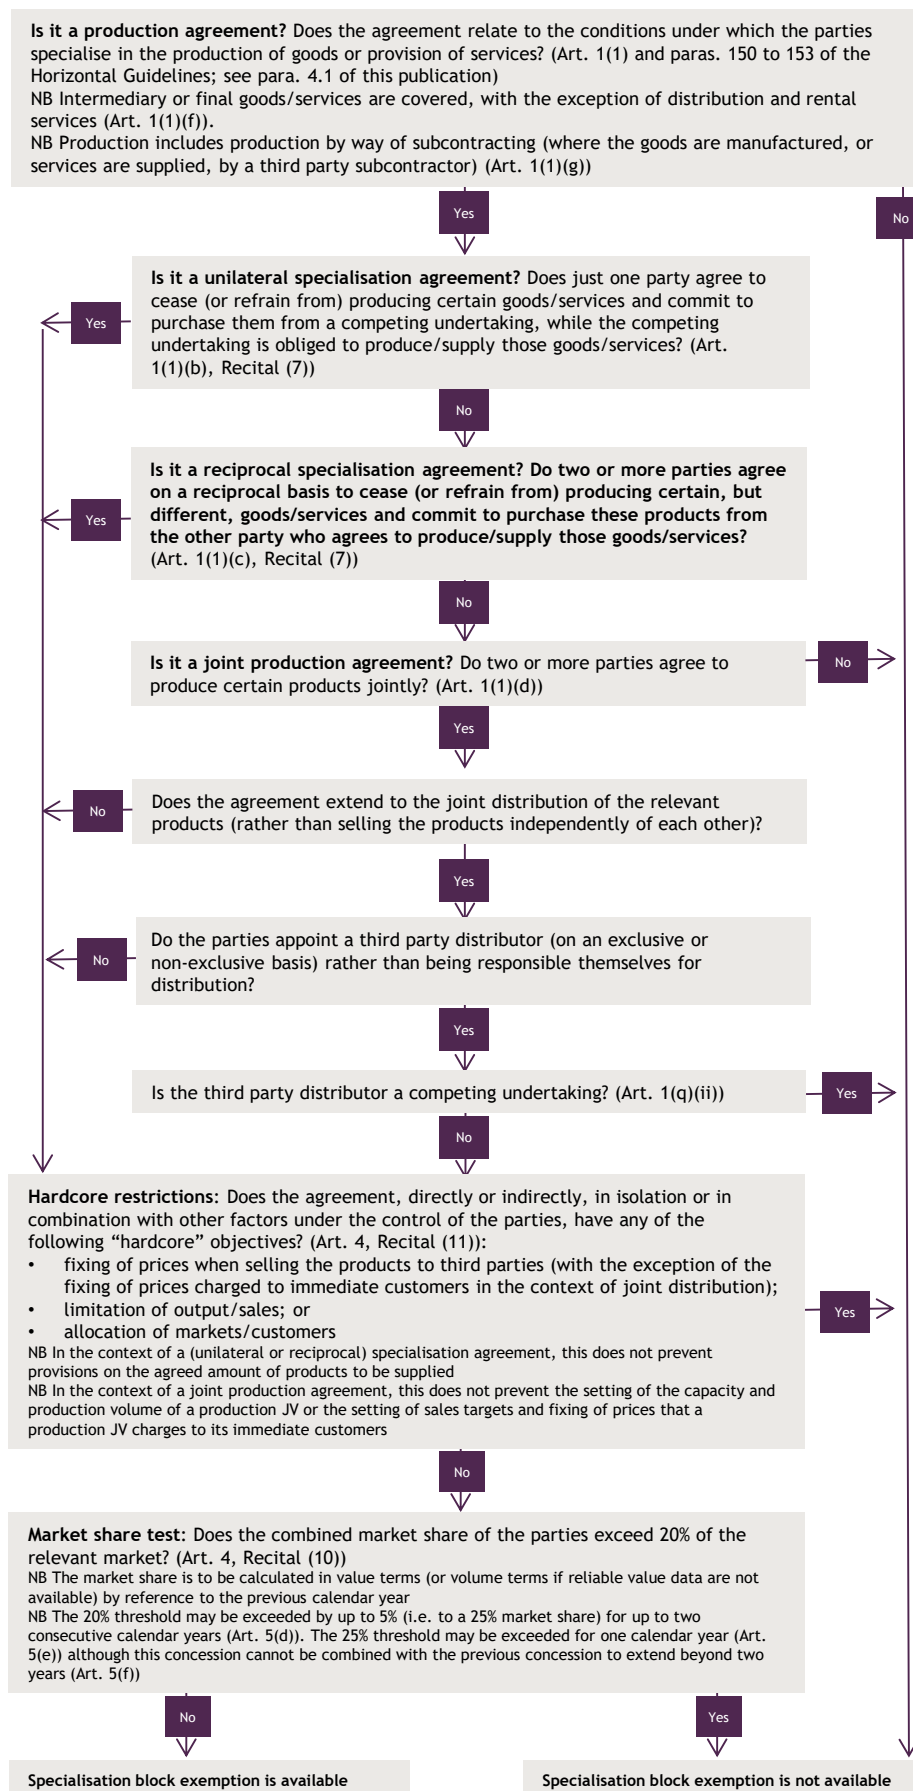 Is it a production agreement? Does the agreement relate to the conditions under which the parties
specialise in the production of goods or provision of services? (Art. 1(1) and paras. 150 to 153 of the
Horizontal Guidelines; see para. 4.1 of this publication)
NB Intermediary or final goods/services are covered, with the exception of distribution and rental
services (Art. 1(1)(f)).
NB Production includes production by way of subcontracting (where the goods are manufactured, or
services are supplied, by a third party subcontractor) (Art. 1(1)(g))
Yes
No
Is it a unilateral specialisation agreement? Does just one party agree to
cease (or refrain from) producing certain goods/services and commit to
purchase them from a competing undertaking, while the competing
undertaking is obliged to produce/supply those goods/services? (Art.
1(1)(b), Recital (7))
Yes
No
Is it a reciprocal specialisation agreement? Do two or more parties agree
on a reciprocal basis to cease (or refrain from) producing certain, but
different, goods/services and commit to purchase these products from
the other party who agrees to produce/supply those goods/services?
(Art. 1(1)(c), Recital (7))
Yes
No
Is it a joint production agreement? Do two or more parties agree to
produce certain products jointly? (Art. 1(1)(d))
No
Yes
Does the agreement extend to the joint distribution of the relevant
products (rather than selling the products independently of each other)?
No
Yes
Do the parties appoint a third party distributor (on an exclusive or
non-exclusive basis) rather than being responsible themselves for
distribution?
No
Yes
Is the third party distributor a competing undertaking? (Art. 1(q)(ii))
Yes
No
Hardcore restrictions: Does the agreement, directly or indirectly, in isolation or in
combination with other factors under the control of the parties, have any of the
following “hardcore” objectives? (Art. 4, Recital (11)):
• fixing of prices when selling the products to third parties (with the exception of the
fixing of prices charged to immediate customers in the context of joint distribution);
• limitation of output/sales; or
• allocation of markets/customers
NB In the context of a (unilateral or reciprocal) specialisation agreement, this does not prevent
provisions on the agreed amount of products to be supplied
NB In the context of a joint production agreement, this does not prevent the setting of the capacity and
production volume of a production JV or the setting of sales targets and fixing of prices that a
production JV charges to its immediate customers
Yes
No
Market share test: Does the combined market share of the parties exceed 20% of the
relevant market? (Art. 4, Recital (10))
NB The market share is to be calculated in value terms (or volume terms if reliable value data are not
available) by reference to the previous calendar year
NB The 20% threshold may be exceeded by up to 5% (i.e. to a 25% market share) for up to two
consecutive calendar years (Art. 5(d)). The 25% threshold may be exceeded for one calendar year (Art.
5(e)) although this concession cannot be combined with the previous concession to extend beyond two
years (Art. 5(f))
No
Yes
Specialisation block exemption is available
Specialisation block exemption is not available